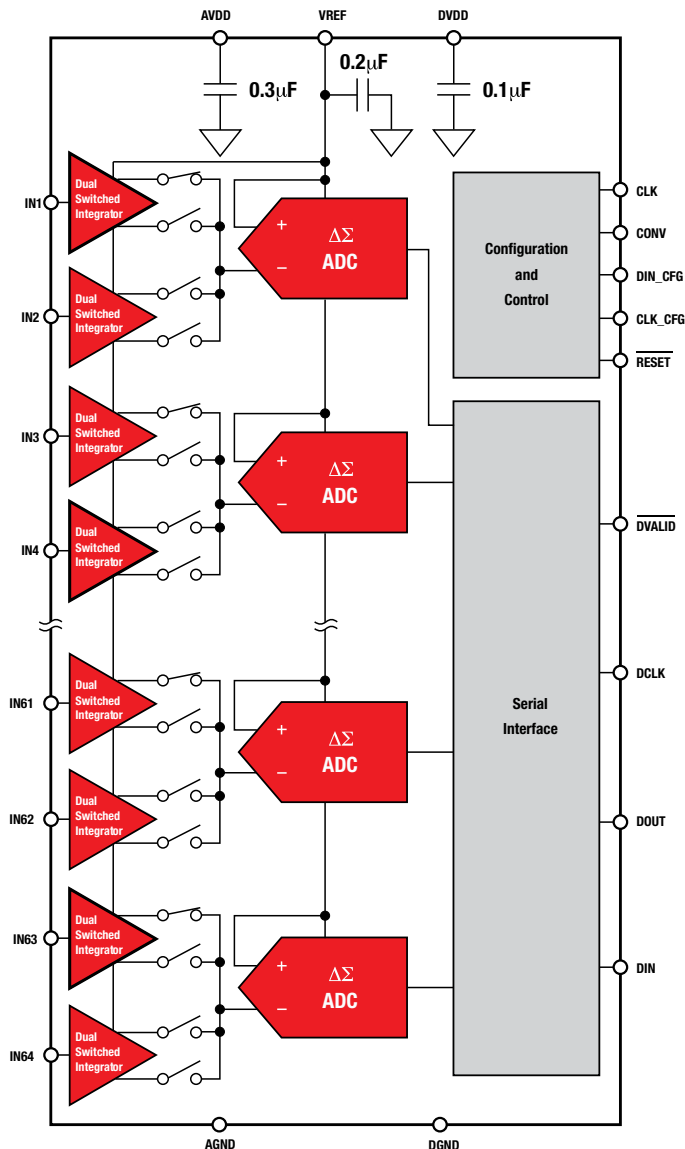 AVDD
VREF
DVDD
0.3µF
0.2µF
0.1µF
IN1
Dual
Switched
Integrator
IN2
Dual
Switched
Integrator
+
−
ΔΣ
ADC
Configuration
and
Control
CLK
CONV
DIN_CFG
CLK_CFG
RESET
IN3
Dual
Switched
Integrator
IN4
Dual
Switched
Integrator
+
−
ΔΣ
ADC
IN61
Dual
Switched
Integrator
IN62
Dual
Switched
Integrator
+
−
ΔΣ
ADC
IN63
Dual
Switched
Integrator
IN64
Dual
Switched
Integrator
+
−
ΔΣ
ADC
Serial
Interface
DVALID
DCLK
DOUT
DIN
AGND
DGND